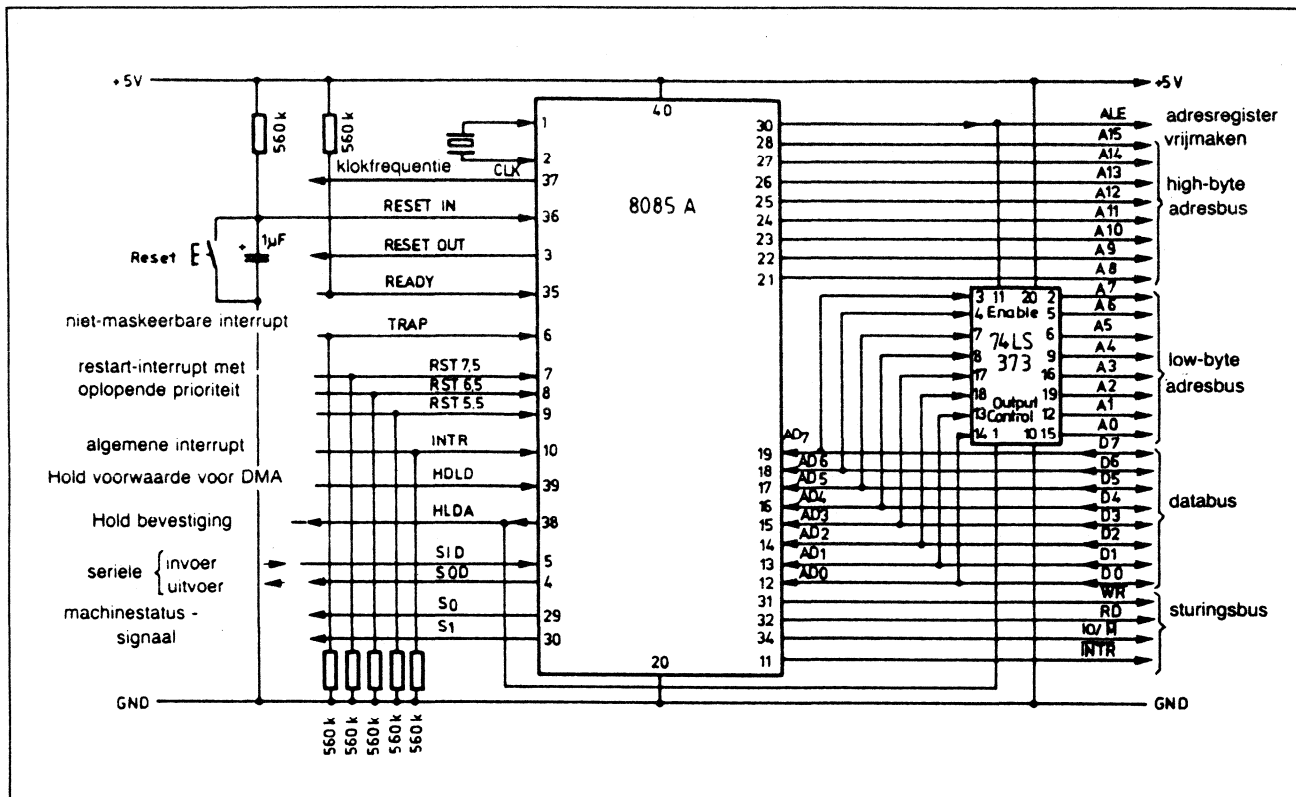 +5V
+5V
560k
560k
1
2
klokfrequentie
CLK
37
RESET IN
36
Reset
+
1µF
RESET OUT
3
READY
35
niet-maskeerbare interrupt
TRAP
6
restart-interrupt met
oplopende prioriteit
RST 7,5
7
RST 6,5
8
RST 5.5
9
algemene interrupt
INTR
10
Hold voorwaarde voor DMA
HDLD
39
Hold bevestiging
HLDA
38
seriele
invoer
uitvoer
SID
5
SOD
4
machinestatus -
signaal
S0
29
S1
30
GND
560k
560k
560k
560k
560k
40
8085 A
20
30
28
27
26
25
24
23
22
21
19
18
17
16
15
14
13
12
31
32
34
11
AD7
AD6
AD5
AD4
AD3
AD2
AD1
AD0
3 11 20 2
4 Enable 5
7 74LS 6
8 373 9
17 16
18 19
13 Output 12
Control
14 1 10 15
ALE
adresregister
vrijmaken
A15
A14
A13
A12
A11
A10
A9
A8
high-byte
adresbus
A7
A6
A5
A4
A3
A2
A1
A0
low-byte
adresbus
D7
D6
D5
D4
D3
D2
D1
D0
databus
WR
RD
IO/M
INTR
sturingsbus
GND